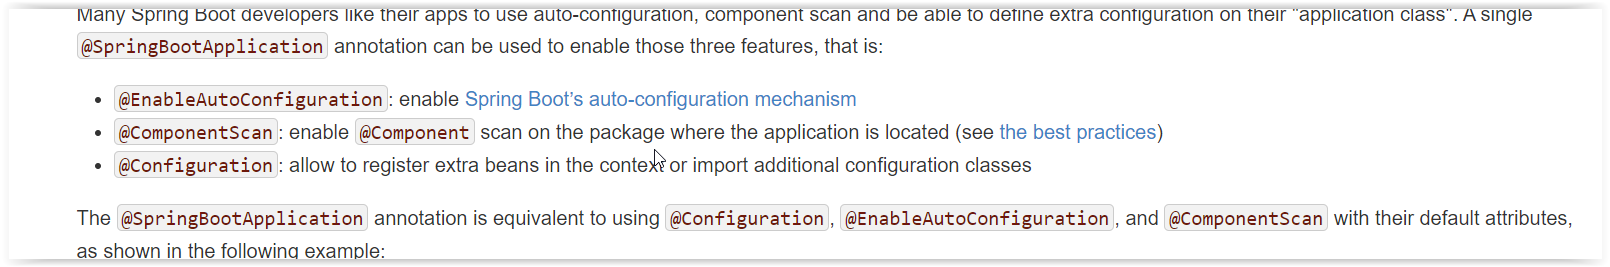 Many Spring Boot developers like their apps to use auto-configuration, component scan and be able to define extra configuration on their "application class". A single
@SpringBootApplication annotation can be used to enable those three features, that is:
• @EnableAutoConfiguration: enable Spring Boot’s auto-configuration mechanism
• @ComponentScan: enable @Component scan on the package where the application is located (see the best practices)
• @Configuration: allow to register extra beans in the context or import additional configuration classes
The @SpringBootApplication annotation is equivalent to using @Configuration, @EnableAutoConfiguration, and @ComponentScan with their default attributes,
as shown in the following example: